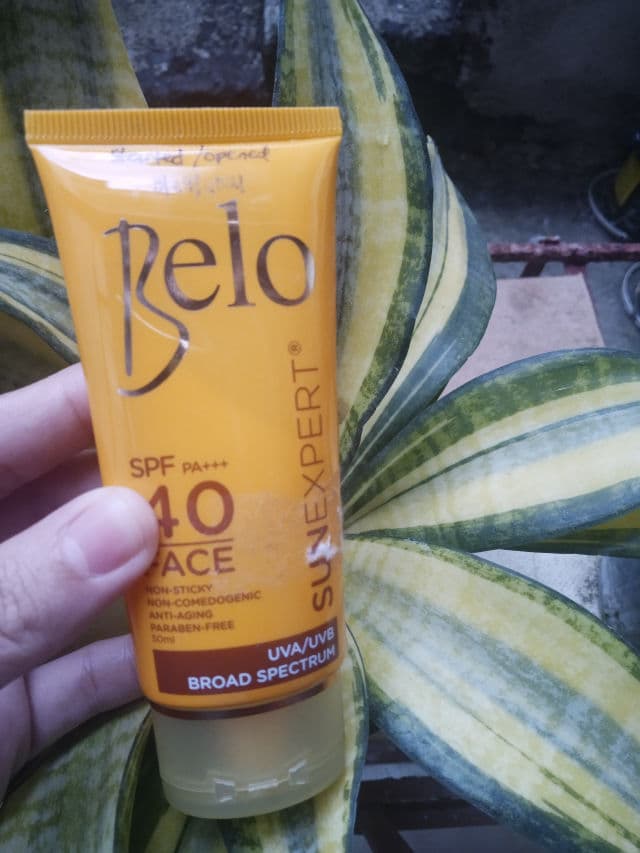 started / opened
Belo
SUNEXPERT®
SPF PA+++
40
FACE
NON-STICKY
NON-COMEDOGENIC
ANTI-AGING
PARABEN-FREE
50ml
UVA/UVB
BROAD SPECTRUM